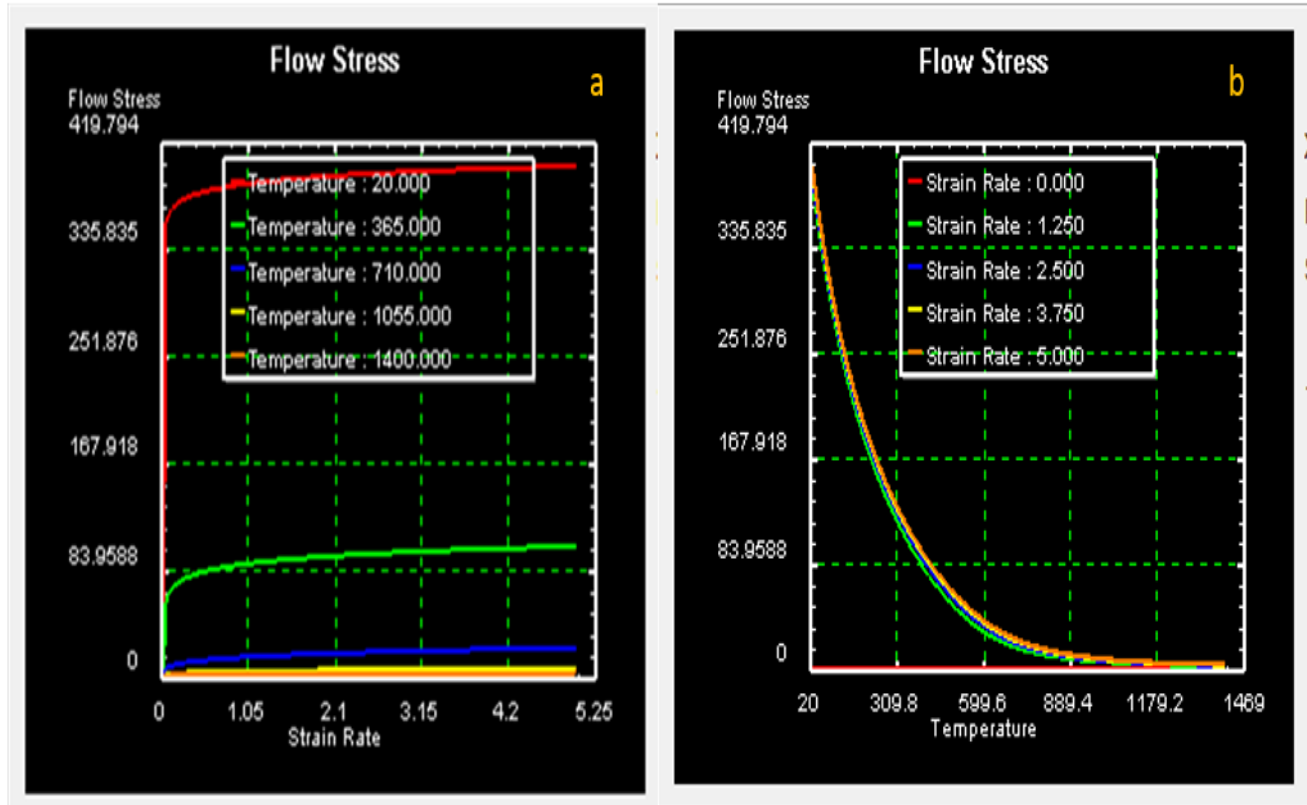 Flow Stress
a
Flow Stress
419.794
Temperature : 20.000
335.835
Temperature : 365.000
Temperature : 710.000
Temperature : 1055.000
251.876
Temperature : 1400.000
167.918
83.9588
0
0 1.05 2.1 3.15 4.2 5.25
Strain Rate
Flow Stress
b
Flow Stress
419.794
Strain Rate : 0.000
335.835
Strain Rate : 1.250
Strain Rate : 2.500
Strain Rate : 3.750
251.876
Strain Rate : 5.000
167.918
83.9588
0
20 309.8 599.6 889.4 1179.2 1469
Temperature